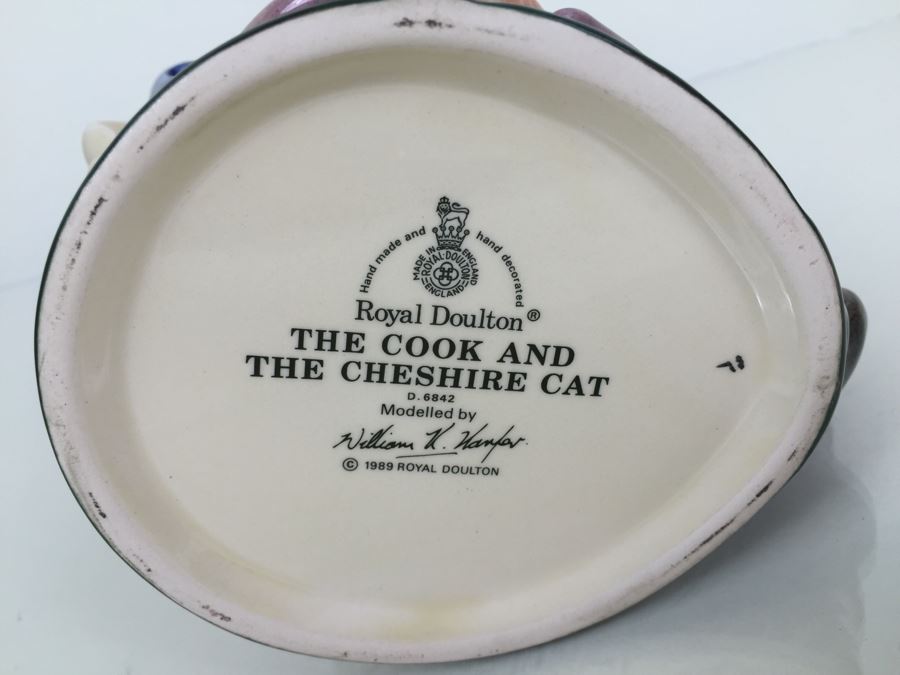 Hand made and hand decorated
MADE IN ENGLAND
ROYAL·DOULTON
ENGLAND
Royal Doulton®
THE COOK AND
THE CHESHIRE CAT
D.6842
Modelled by
William K. Harper
© 1989 ROYAL DOULTON